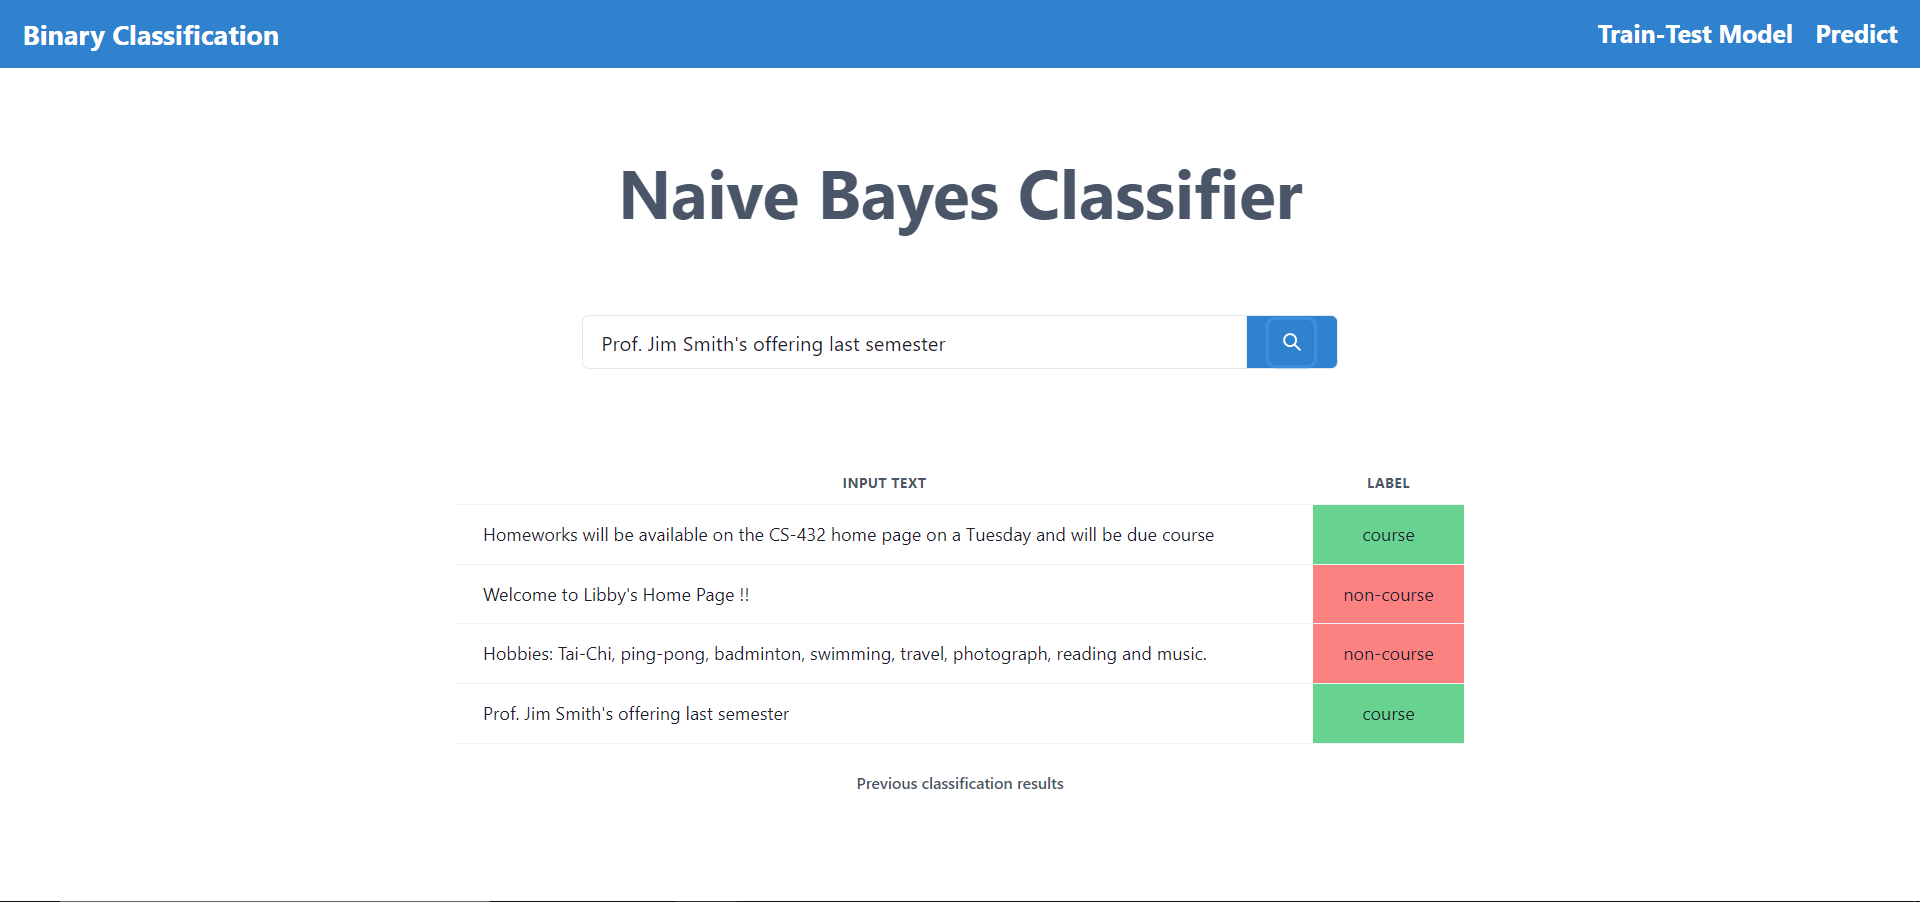 Binary Classification
Train-Test Model
Predict
Naive Bayes Classifier
Prof. Jim Smith's offering last semester
INPUT TEXT
LABEL
Homeworks will be available on the CS-432 home page on a Tuesday and will be due course
course
Welcome to Libby's Home Page !!
non-course
Hobbies: Tai-Chi, ping-pong, badminton, swimming, travel, photograph, reading and music.
non-course
Prof. Jim Smith's offering last semester
course
Previous classification results